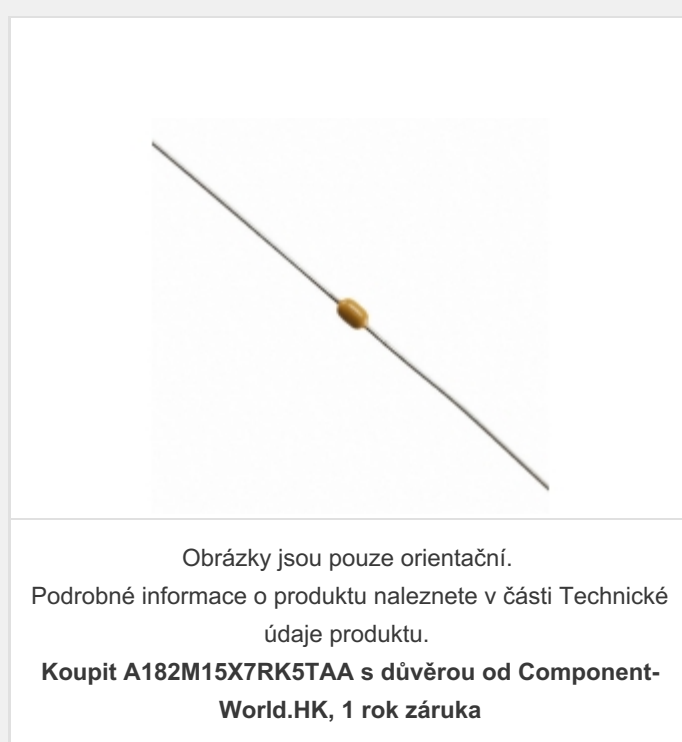 Obrázky jsou pouze orientační.
Podrobné informace o produktu naleznete v části Technické
údaje produktu.
Koupit A182M15X7RK5TAA s důvěrou od Component-
World.HK, 1 rok záruka